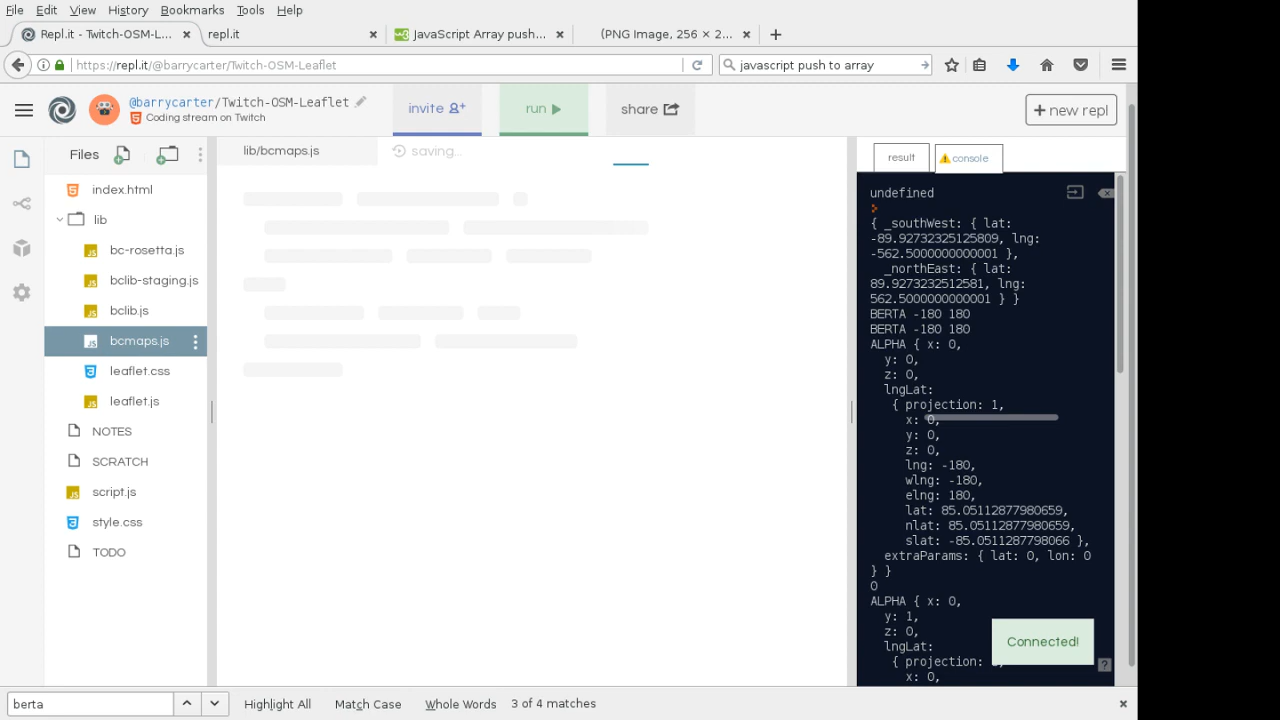 File Edit View History Bookmarks Tools Help
Repl.it - Twitch-OSM-L...
repl.it
JavaScript Array push...
(PNG Image, 256 × 2...
https://repl.it/@barrycarter/Twitch-OSM-Leaflet
javascript push to array
@barrycarter/Twitch-OSM-Leaflet
Coding stream on Twitch
invite
run
share
+ new repl
Files
index.html
lib
bc-rosetta.js
bclib-staging.js
bclib.js
bcmaps.js
leaflet.css
leaflet.js
NOTES
SCRATCH
script.js
style.css
TODO
lib/bcmaps.js
saving...
result
console
undefined
{ _southWest: { lat:
-89.92732325125809, lng:
-562.5000000000001 },
_northEast: { lat:
89.9273232512581, lng:
562.5000000000001 } }
BERTA -180 180
BERTA -180 180
ALPHA { x: 0,
y: 0,
z: 0,
lngLat:
{ projection: 1,
x: 0,
y: 0,
z: 0,
lng: -180,
wlng: -180,
elng: 180,
lat: 85.05112877980659,
nlat: 85.05112877980659,
slat: -85.0511287798066 },
extraParams: { lat: 0, lon: 0
} }
0
ALPHA { x: 0,
y: 1,
z: 0,
lngLat:
{ projection:
x: 0,
Connected!
?
berta
Highlight All
Match Case
Whole Words
3 of 4 matches